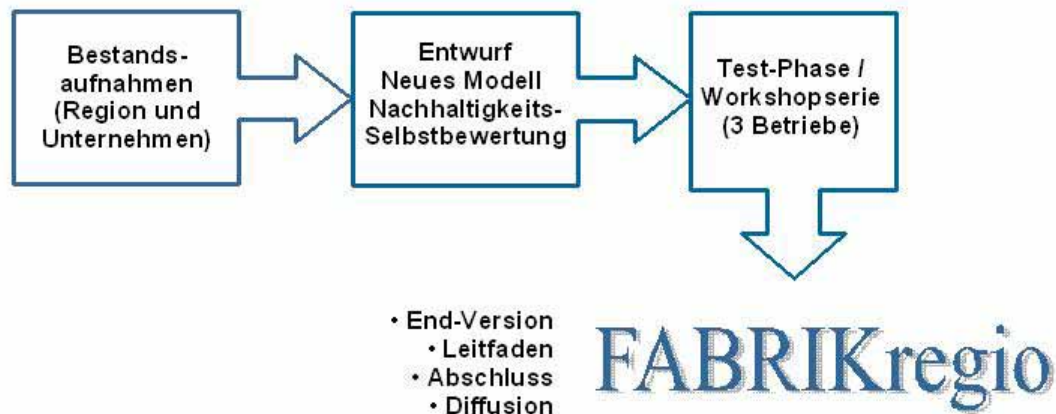 Bestands-
aufnahmen
(Region und
Unternehmen)
Entwurf
Neues Modell
Nachhaltigkeits-
Selbstbewertung
Test-Phase /
Workshopserie
(3 Betriebe)
• End-Version
• Leitfaden
• Abschluss
• Diffusion
FABRIKregio